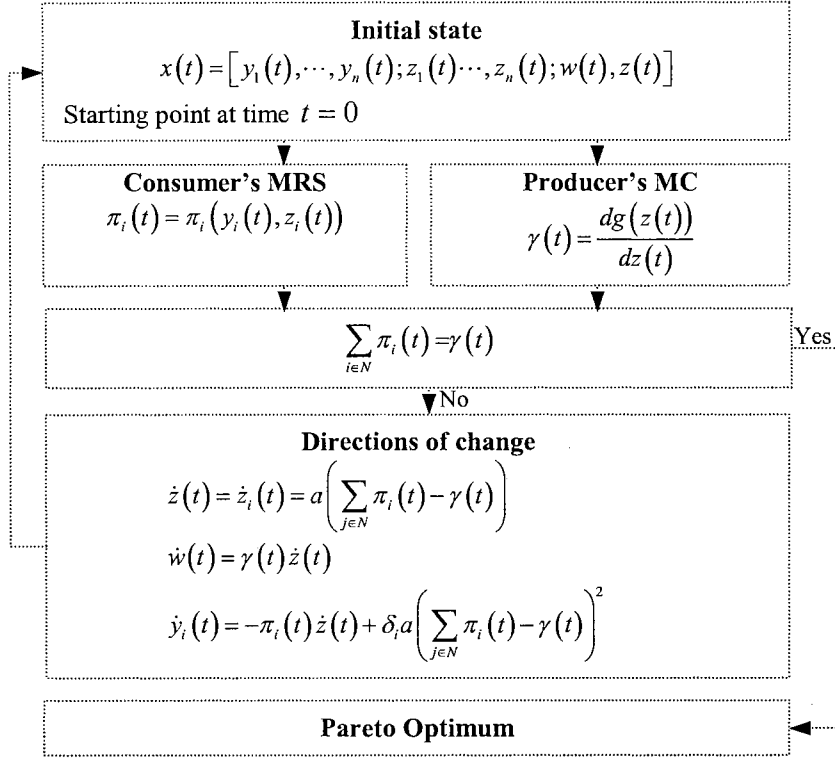 Initial state
x(t)=[y₁(t),⋯,yₙ(t);z₁(t)⋯,zₙ(t);w(t),z(t)]
Starting point at time t = 0
Consumer's MRS
πᵢ(t)=πᵢ(yᵢ(t),zᵢ(t))
Producer's MC
γ(t)=dg(z(t))/dz(t)
∑_{i∈N} πᵢ(t)=γ(t)
Yes
No
Directions of change
ż(t)=żᵢ(t)=a(∑_{j∈N} πᵢ(t)−γ(t))
ẇ(t)=γ(t)ż(t)
ẏᵢ(t)=−πᵢ(t)ż(t)+δᵢa(∑_{j∈N} πᵢ(t)−γ(t))²
Pareto Optimum